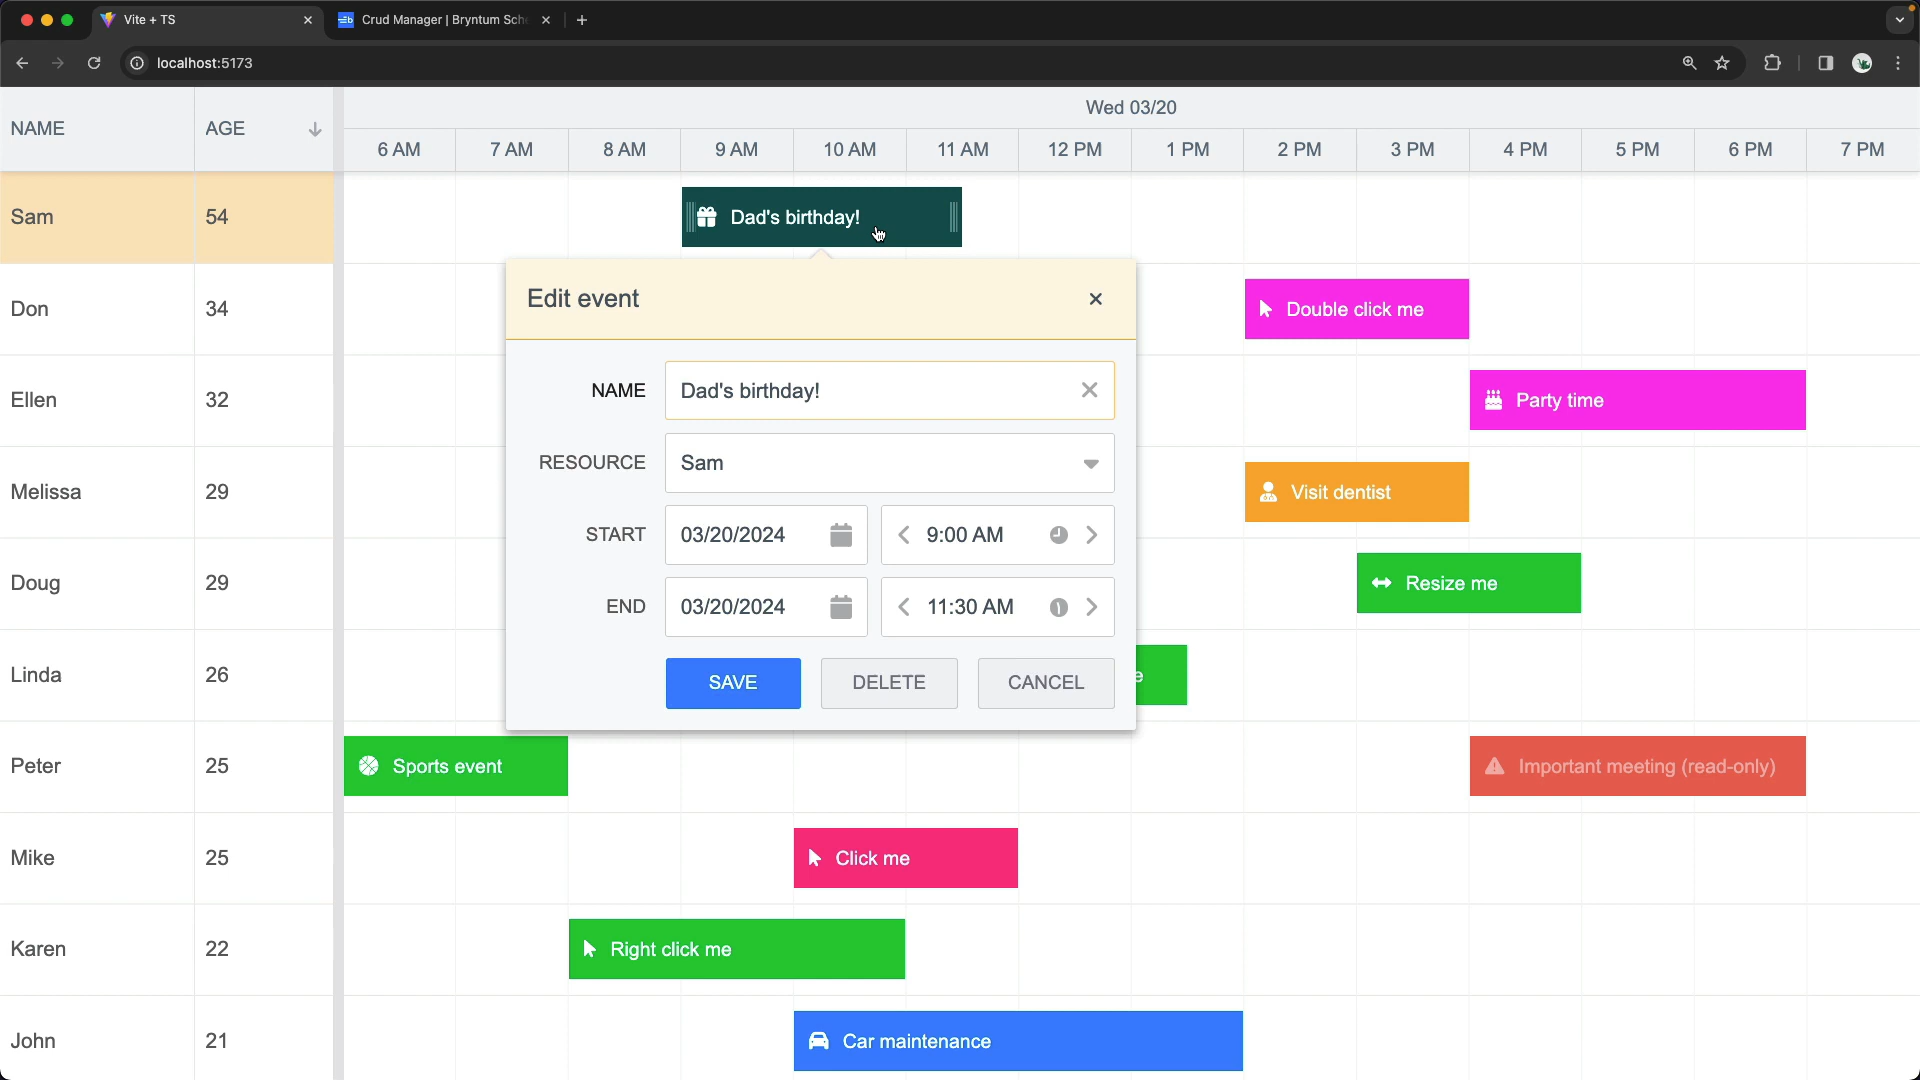 Vite + TS
Crud Manager | Bryntum Sch
localhost:5173
NAME
AGE
Wed 03/20
6 AM 7 AM 8 AM 9 AM 10 AM 11 AM 12 PM 1 PM 2 PM 3 PM 4 PM 5 PM 6 PM 7 PM
Sam 54
Dad's birthday!
Don 34
Double click me
Ellen 32
Party time
Melissa 29
Visit dentist
Doug 29
Resize me
Linda 26
e
Peter 25
Sports event
Important meeting (read-only)
Mike 25
Click me
Karen 22
Right click me
John 21
Car maintenance
Edit event
NAME Dad's birthday!
RESOURCE Sam
START 03/20/2024 9:00 AM
END 03/20/2024 11:30 AM
SAVE DELETE CANCEL